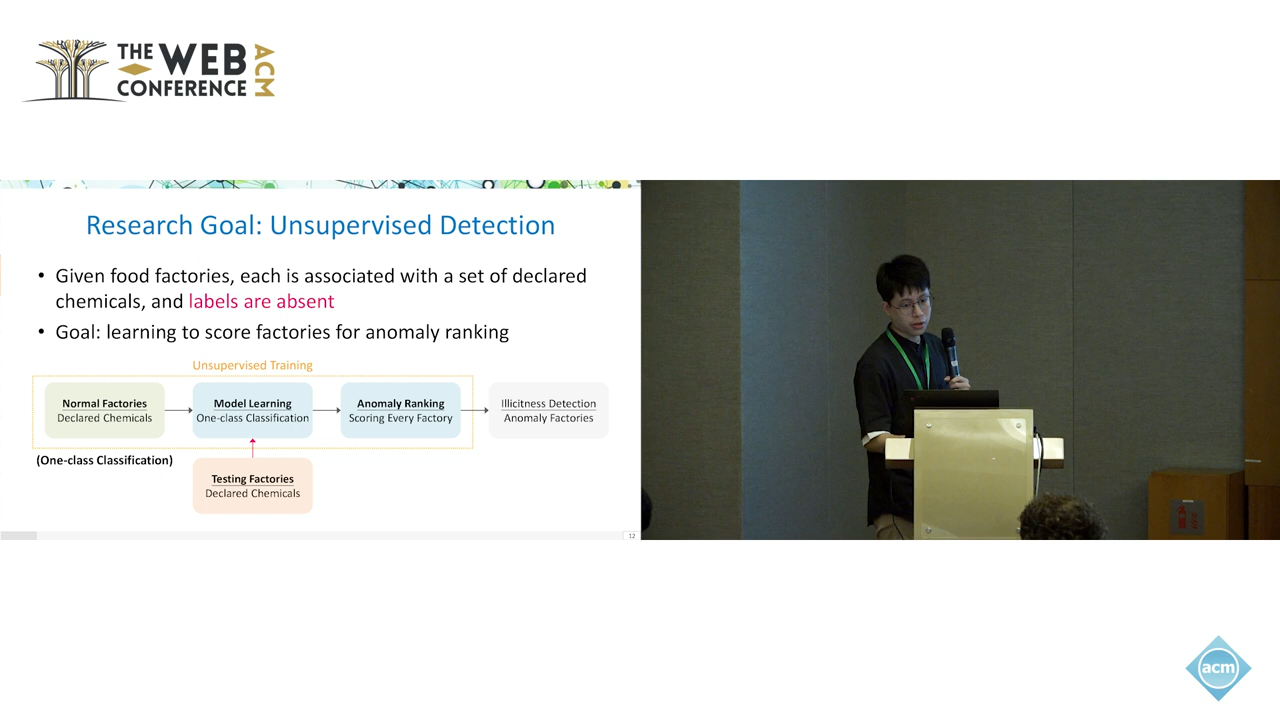 THE WEB
CONFERENCE
ACM
Research Goal: Unsupervised Detection
• Given food factories, each is associated with a set of declared
chemicals, and labels are absent
• Goal: learning to score factories for anomaly ranking
Unsupervised Training
Normal Factories
Declared Chemicals
Model Learning
One-class Classification
Anomaly Ranking
Scoring Every Factory
Illicitness Detection
Anomaly Factories
(One-class Classification)
Testing Factories
Declared Chemicals
12
acm